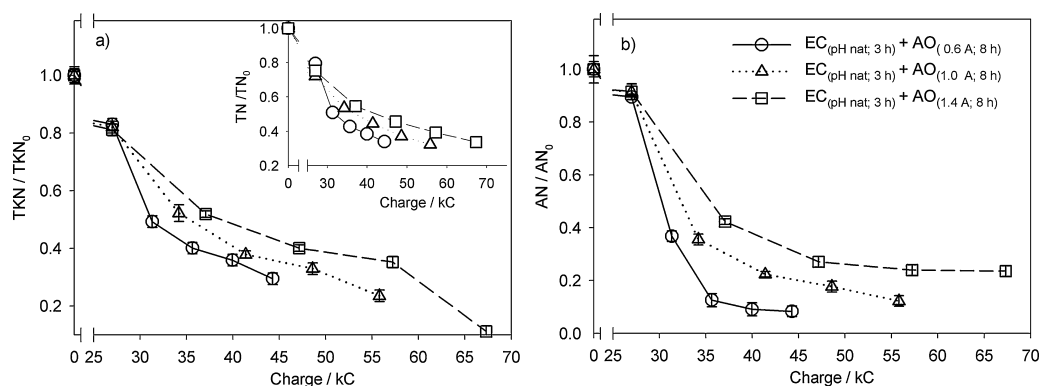 a)
TKN / TKN0
1.0
0.8
0.6
0.4
0.2
0 25 30 35 40 45 50 55 60 65 70
Charge / kC
TN /TN0
1.0
0.8
0.6
0.4
0.2
0 30 40 50 60 70
Charge / kC
b)
EC(pH nat; 3 h) + AO( 0.6 A; 8 h)
EC(pH nat; 3 h) + AO(1.0 A; 8h)
EC(pH nat; 3 h) + AO(1.4 A; 8h)
AN / AN0
1.0
0.8
0.6
0.4
0.2
0.0
0 25 30 35 40 45 50 55 60 65 70
Charge / kC